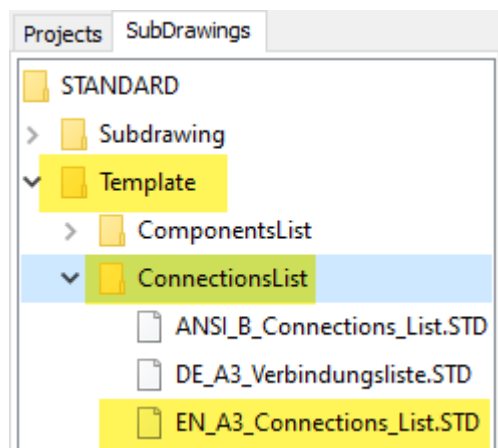 Projects SubDrawings
STANDARD
Subdrawing
Template
ComponentsList
ConnectionsList
ANSI_B_Connections_List.STD
DE_A3_Verbindungsliste.STD
EN_A3_Connections_List.STD